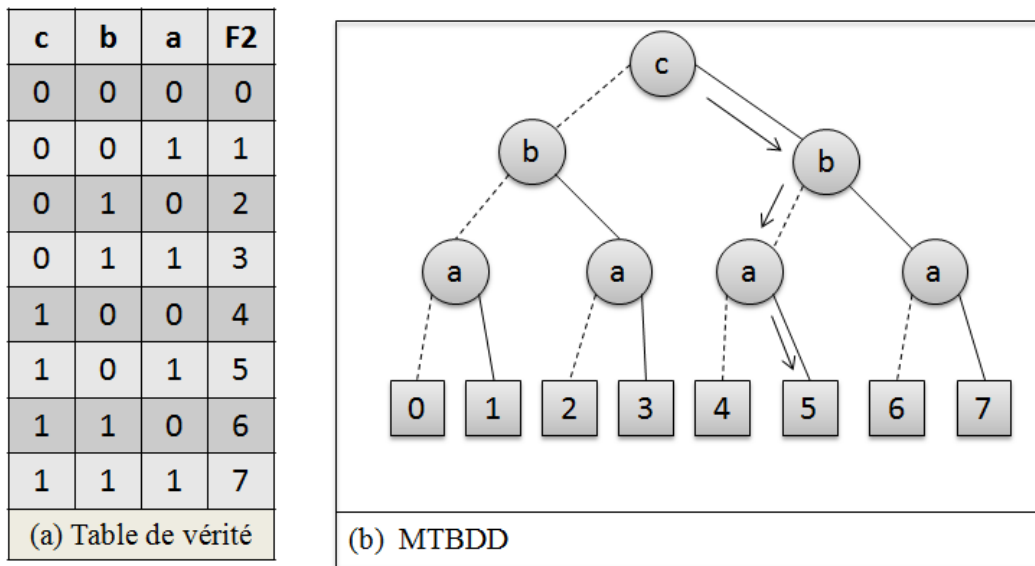 c b a F2
0 0 0 0
0 0 1 1
0 1 0 2
0 1 1 3
1 0 0 4
1 0 1 5
1 1 0 6
1 1 1 7
(a) Table de vérité
c
b b
a a a a
0 1 2 3 4 5 6 7
(b) MTBDD